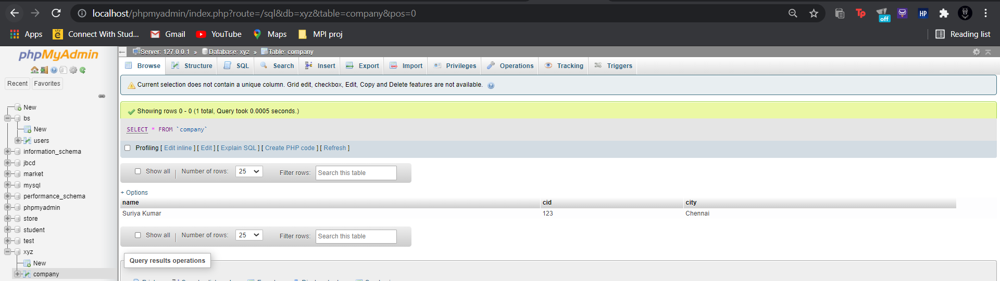 localhost/phpmyadmin/index.php?route=/sql&db=xyz&table=company&pos=0
Tp
off
HP
Apps
Connect With Stud...
Gmail
YouTube
Maps
MPI proj
Reading list
phpMyAdmin
Recent
Favorites
New
bs
New
users
information_schema
jbcd
market
mysql
performance_schema
phpmyadmin
store
student
test
xyz
New
company
Server: 127.0.0.1 » Database: xyz » Table: company
Browse
Structure
SQL
Search
Insert
Export
Import
Privileges
Operations
Tracking
Triggers
Current selection does not contain a unique column. Grid edit, checkbox, Edit, Copy and Delete features are not available.
Showing rows 0 - 0 (1 total, Query took 0.0005 seconds.)
SELECT * FROM `company`
Profiling [ Edit inline ] [ Edit ] [ Explain SQL ] [ Create PHP code ] [ Refresh ]
Show all | Number of rows: 25 Filter rows: Search this table
+ Options
name cid city
Suriya Kumar 123 Chennai
Show all | Number of rows: 25 Filter rows: Search this table
Query results operations